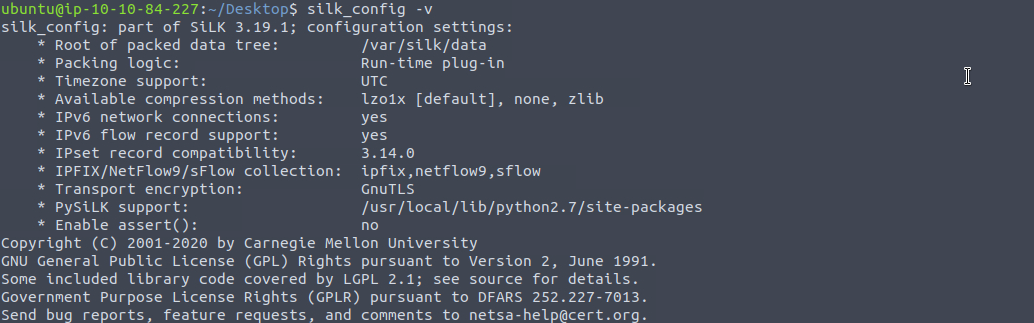 ubuntu@ip-10-10-84-227:~/Desktop$ silk_config -v
silk_config: part of SiLK 3.19.1; configuration settings:
    * Root of packed data tree:         /var/silk/data
    * Packing logic:                    Run-time plug-in
    * Timezone support:                 UTC
    * Available compression methods:    lzo1x [default], none, zlib
    * IPv6 network connections:         yes
    * IPv6 flow record support:         yes
    * IPset record compatibility:       3.14.0
    * IPFIX/NetFlow9/sFlow collection:  ipfix,netflow9,sflow
    * Transport encryption:             GnuTLS
    * PySiLK support:                   /usr/local/lib/python2.7/site-packages
    * Enable assert():                  no
Copyright (C) 2001-2020 by Carnegie Mellon University
GNU General Public License (GPL) Rights pursuant to Version 2, June 1991.
Some included library code covered by LGPL 2.1; see source for details.
Government Purpose License Rights (GPLR) pursuant to DFARS 252.227-7013.
Send bug reports, feature requests, and comments to netsa-help@cert.org.